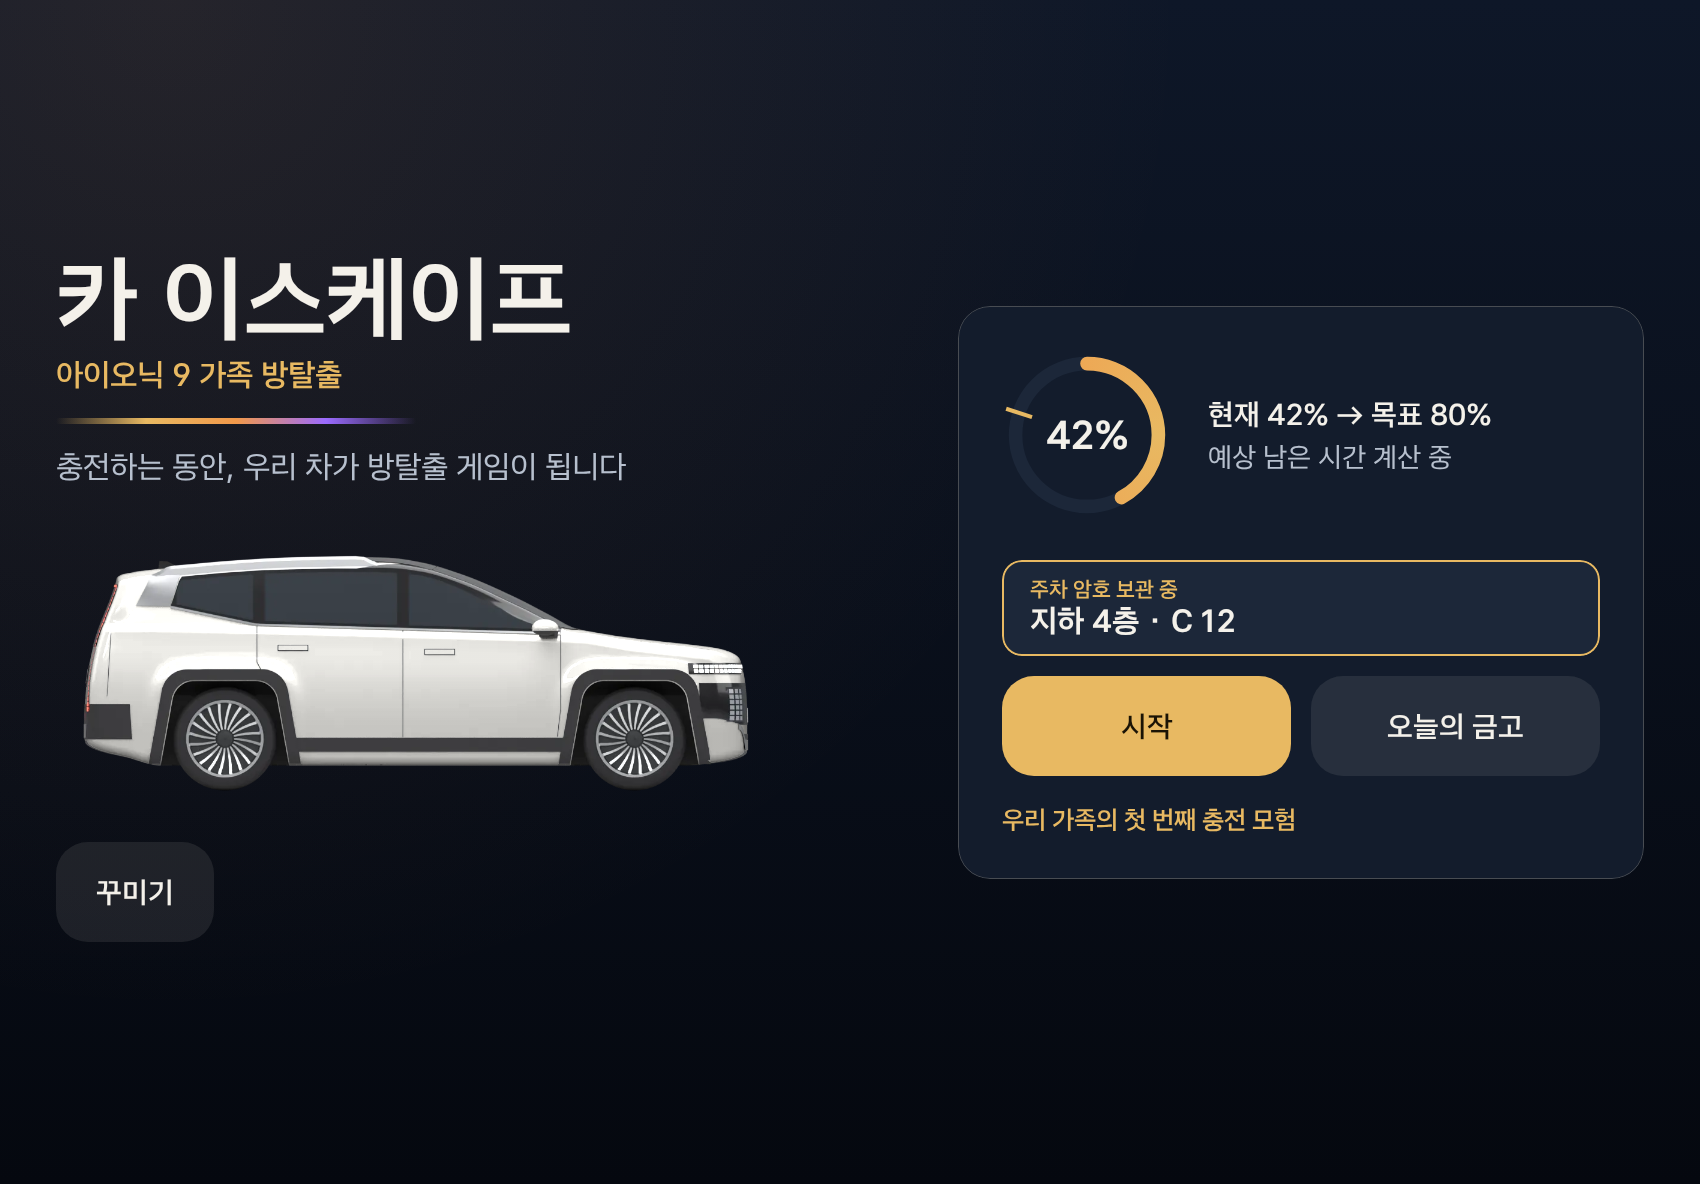 카 이스케이프
아이오닉 9 가족 방탈출
충전하는 동안, 우리 차가 방탈출 게임이 됩니다
꾸미기
42%
현재 42% → 목표 80%
예상 남은 시간 계산 중
주차 암호 보관 중
지하 4층 · C 12
시작
오늘의 금고
우리 가족의 첫 번째 충전 모험